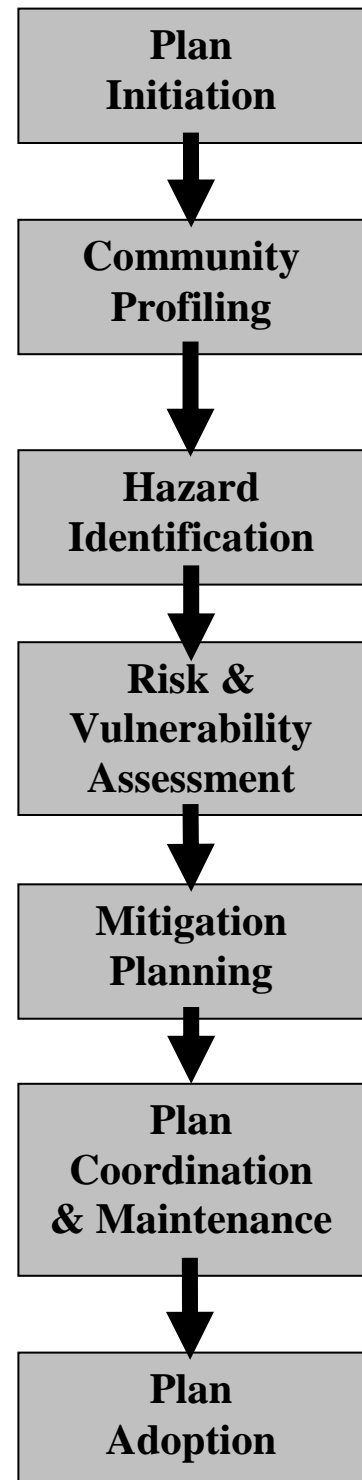 Plan
Initiation
Community
Profiling
Hazard
Identification
Risk &
Vulnerability
Assessment
Mitigation
Planning
Plan
Coordination
& Maintenance
Plan
Adoption